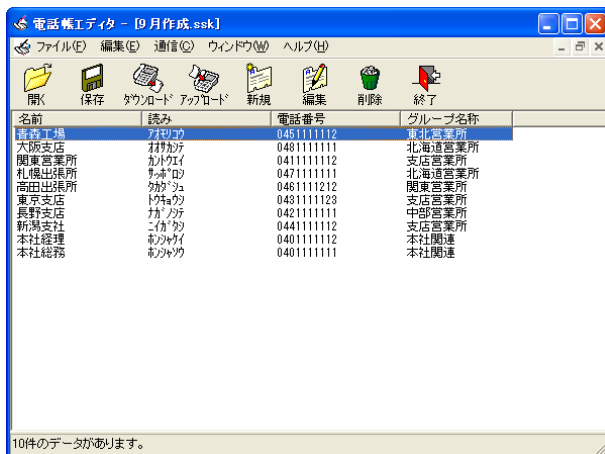 電話帳エディタ - [9月作成.ssk]
ファイル(F) 編集(E) 通信(C) ウィンドウ(W) ヘルプ(H)
開く 保存 ﾀﾞｳﾝﾛｰﾄﾞ ｱｯﾌﾟﾛｰﾄﾞ 新規 編集 削除 終了
名前 読み 電話番号 グループ名称
青森工場 ｱｵﾓﾘｺｳ 0451111112 東北営業所
大阪支店 ｵｵｻｶｼﾃ 0481111111 北海道営業所
関東営業所 ｶﾝﾄｳｴｲ 0411111112 支店営業所
札幌出張所 ｻｯﾎﾟﾛｼ 0471111111 北海道営業所
高田出張所 ﾀｶﾀﾞｼｭ 0461111212 関東営業所
東京支店 ﾄｳｷｮｳｼ 0431111123 支店営業所
長野支店 ﾅｶﾞﾉｼﾃ 0421111111 中部営業所
新潟支社 ﾆｲｶﾞﾀｼ 0441111112 支店営業所
本社経理 ﾎﾝｼｬｹｲ 0401111112 本社関連
本社総務 ﾎﾝｼｬｿｳ 0401111111 本社関連
10件のデータがあります。